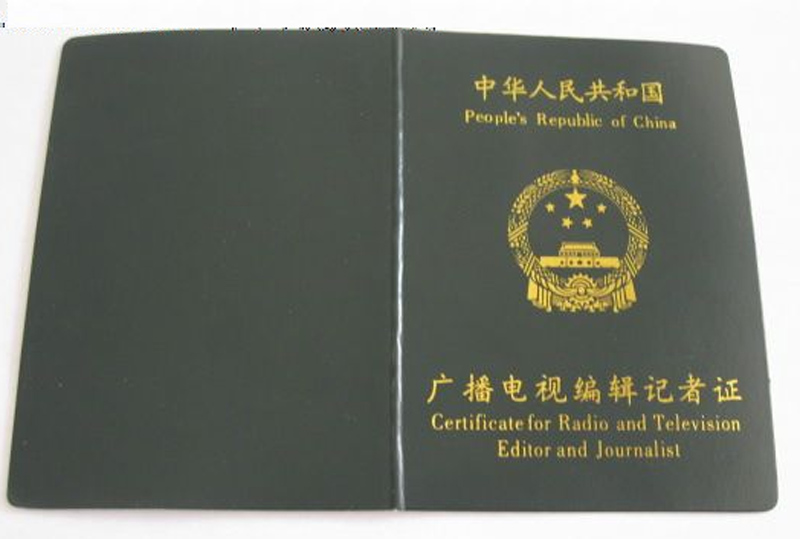 中华人民共和国
People's Republic of China
广播电视编辑记者证
Certificate for Radio and Television
Editor and Journalist